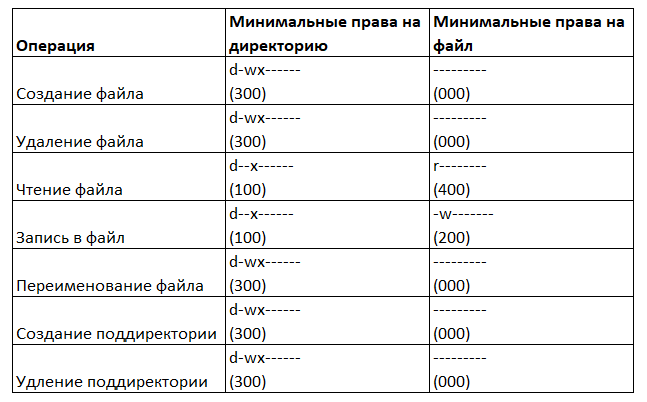 Операция Минимальные права на директорию Минимальные права на файл
Создание файла d-wx------ (300) --------- (000)
Удаление файла d-wx------ (300) --------- (000)
Чтение файла d--x------ (100) r-------- (400)
Запись в файл d--x------ (100) -w------- (200)
Переименование файла d-wx------ (300) --------- (000)
Создание поддиректории d-wx------ (300) --------- (000)
Удление поддиректории d-wx------ (300) --------- (000)